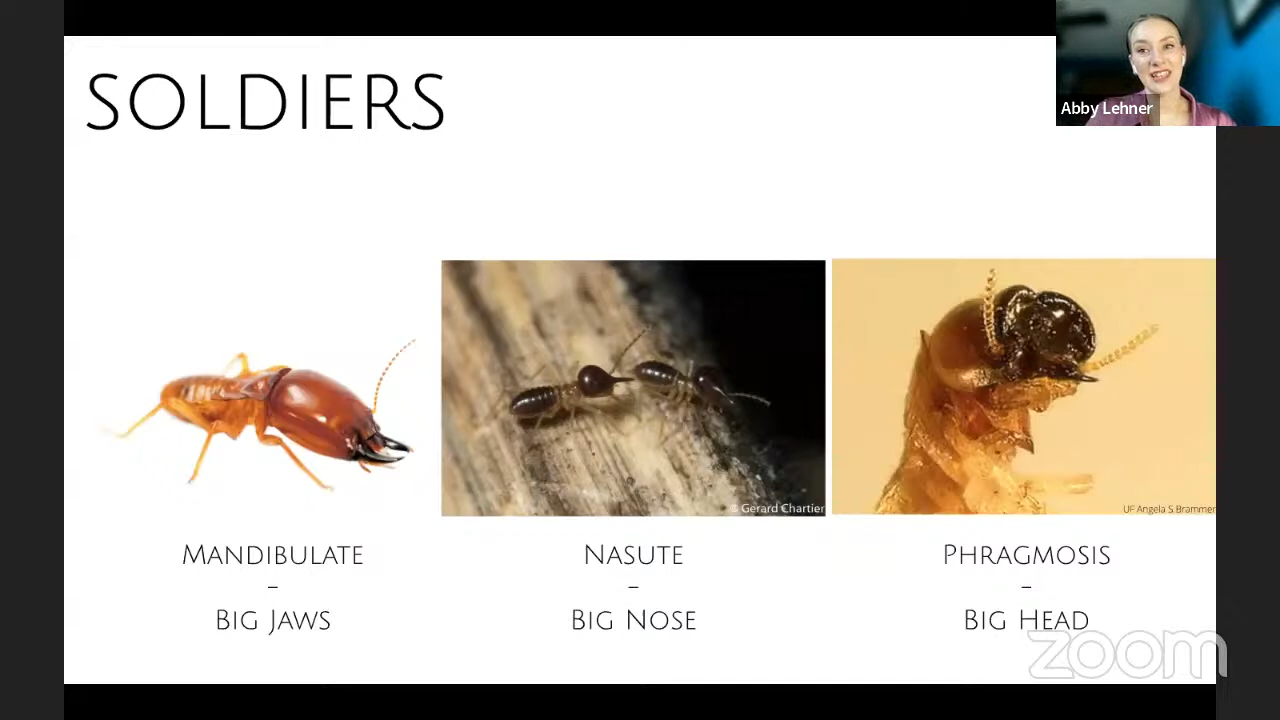 SOLDIERS
Abby Lehner
© Gerard Chartier
UF Angela S Brammer
MANDIBULATE
-
BIG JAWS
NASUTE
-
BIG NOSE
PHRAGMOSIS
-
BIG HEAD
zoom